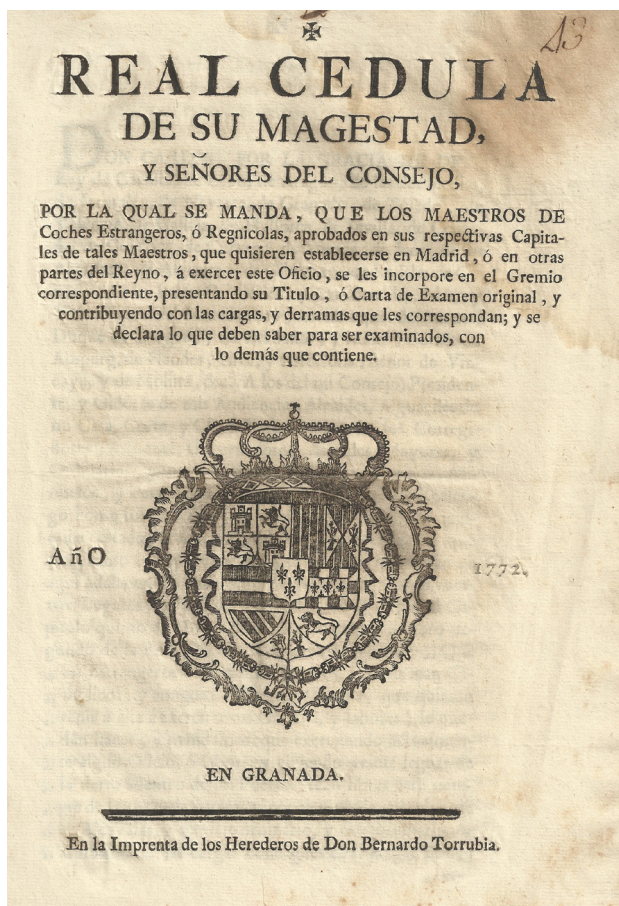 43
REAL CEDULA
DE SU MAGESTAD,
Y SEÑORES DEL CONSEJO,
POR LA QUAL SE MANDA, QUE LOS MAESTROS DE
Coches Estrangeros, ó Regnicolas, aprobados en sus respectivas Capita-
les de tales Maestros, que quisieren establecerse en Madrid, ó en otras
partes del Reyno, á exercer este Oficio, se les incorpore en el Gremio
correspondiente, presentando su Titulo, ó Carta de Examen original, y
contribuyendo con las cargas, y derramas que les correspondan; y se
declara lo que deben saber para ser examinados, con
lo demás que contiene.
Año 1772.
EN GRANADA.
En la Imprenta de los Herederos de Don Bernardo Torrubia.